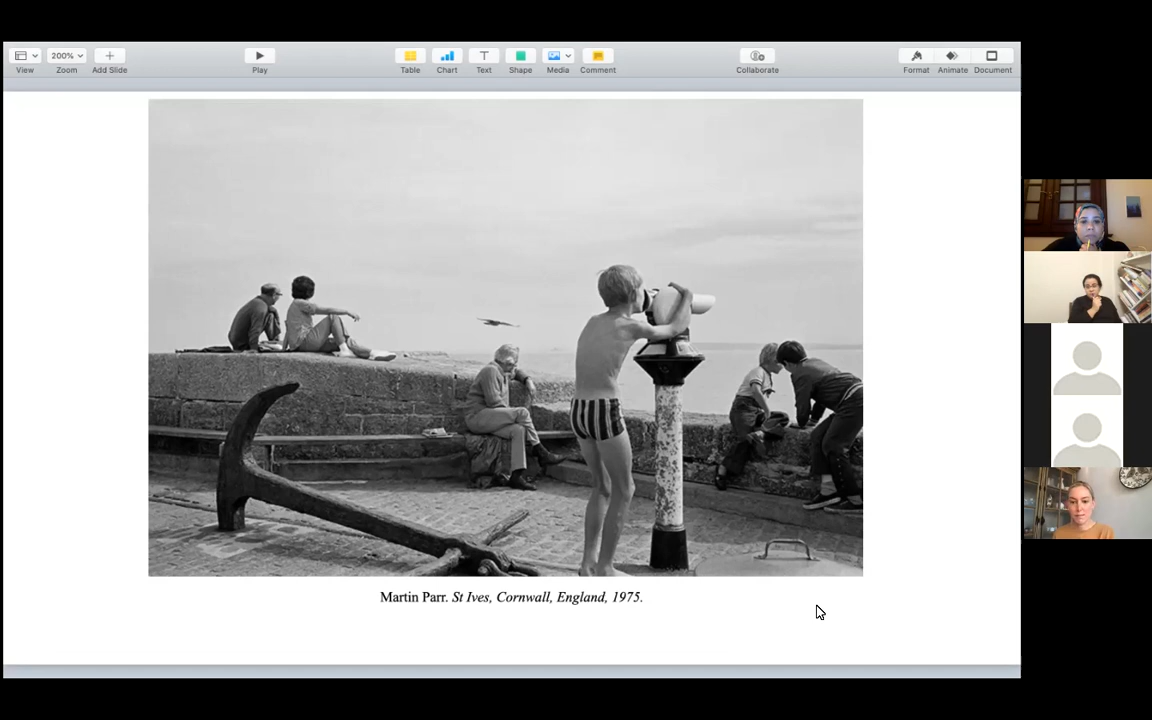 200%
View
Zoom
Add Slide
Play
Table
Chart
Text
Shape
Media
Comment
Collaborate
Format
Animate
Document
Martin Parr. St Ives, Cornwall, England, 1975.